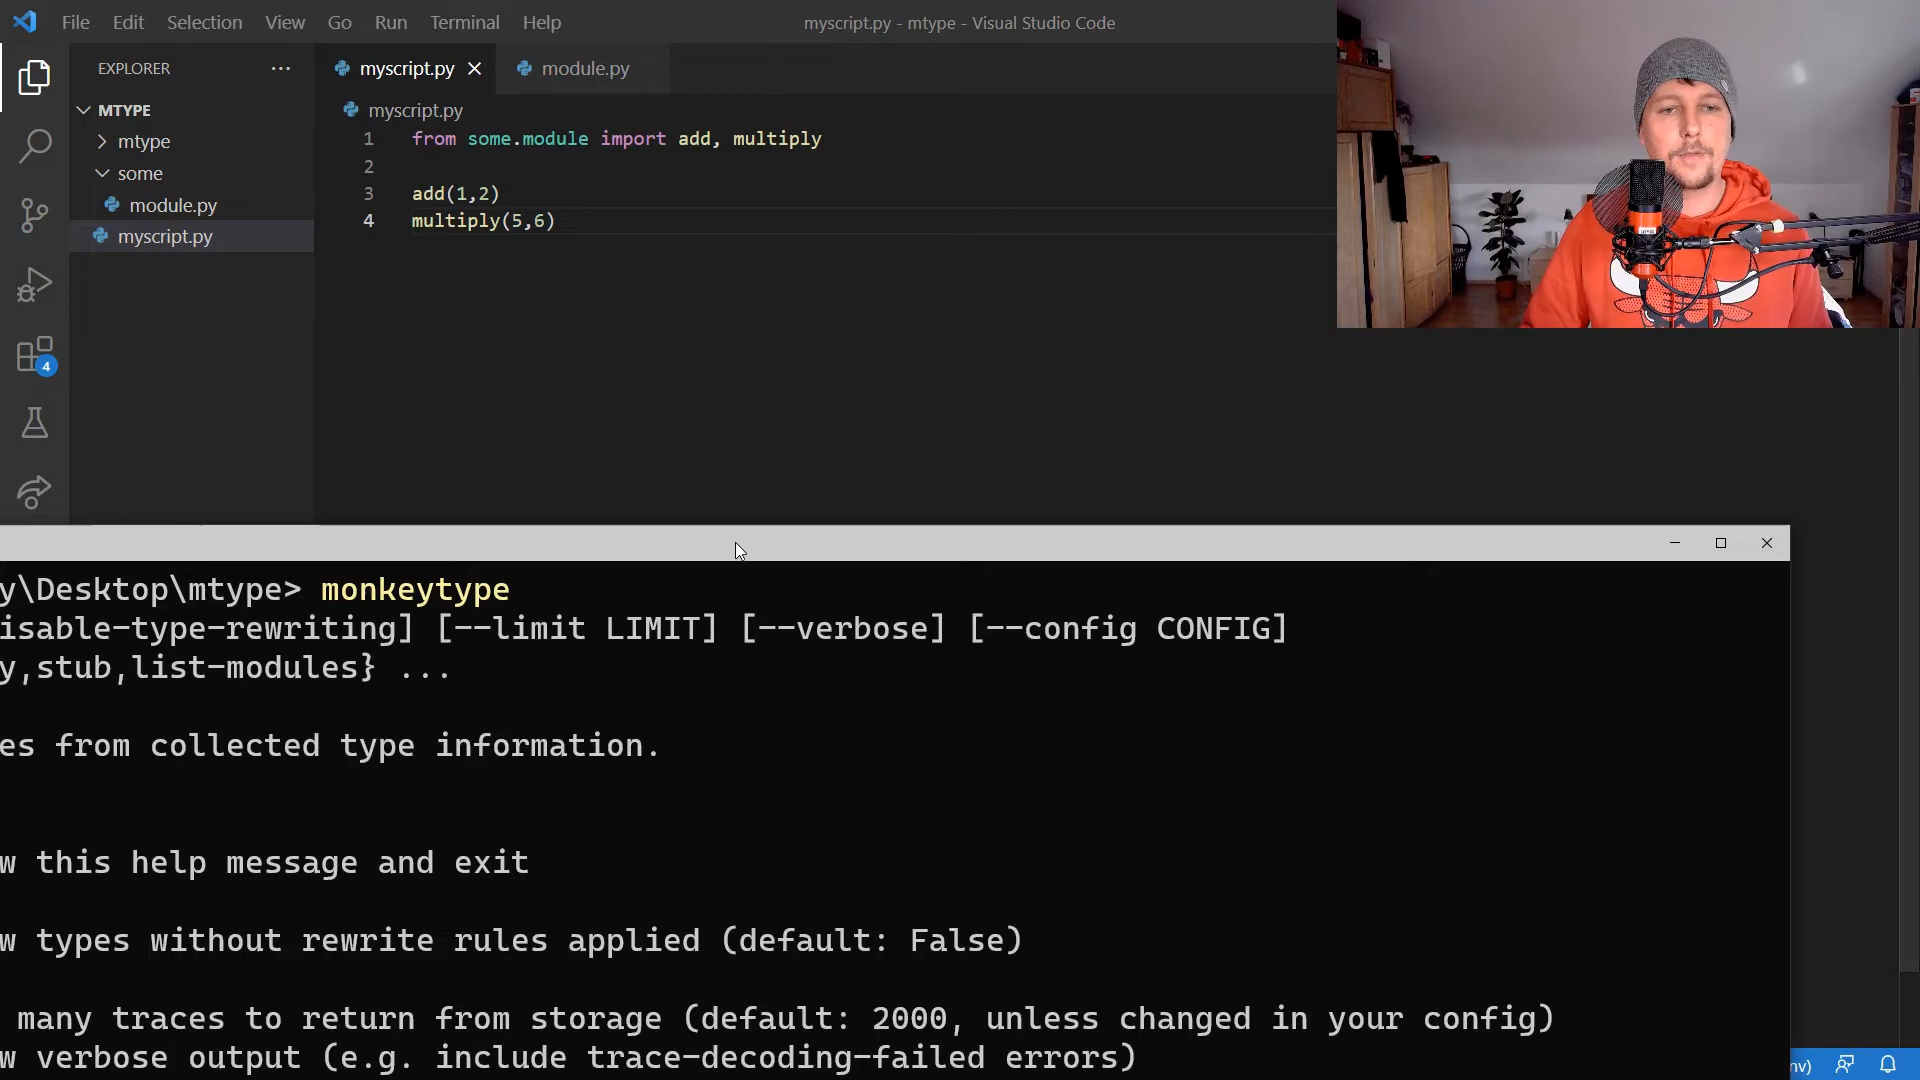 File Edit Selection View Go Run Terminal Help
myscript.py - mtype - Visual Studio Code
EXPLORER
MTYPE
mtype
some
module.py
myscript.py
4
myscript.py module.py
myscript.py
1 from some.module import add, multiply
2
3 add(1,2)
4 multiply(5,6)
y\Desktop\mtype> monkeytype
isable-type-rewriting] [--limit LIMIT] [--verbose] [--config CONFIG]
y,stub,list-modules} ...
es from collected type information.
w this help message and exit
w types without rewrite rules applied (default: False)
many traces to return from storage (default: 2000, unless changed in your config)
w verbose output (e.g. include trace-decoding-failed errors)
nv)